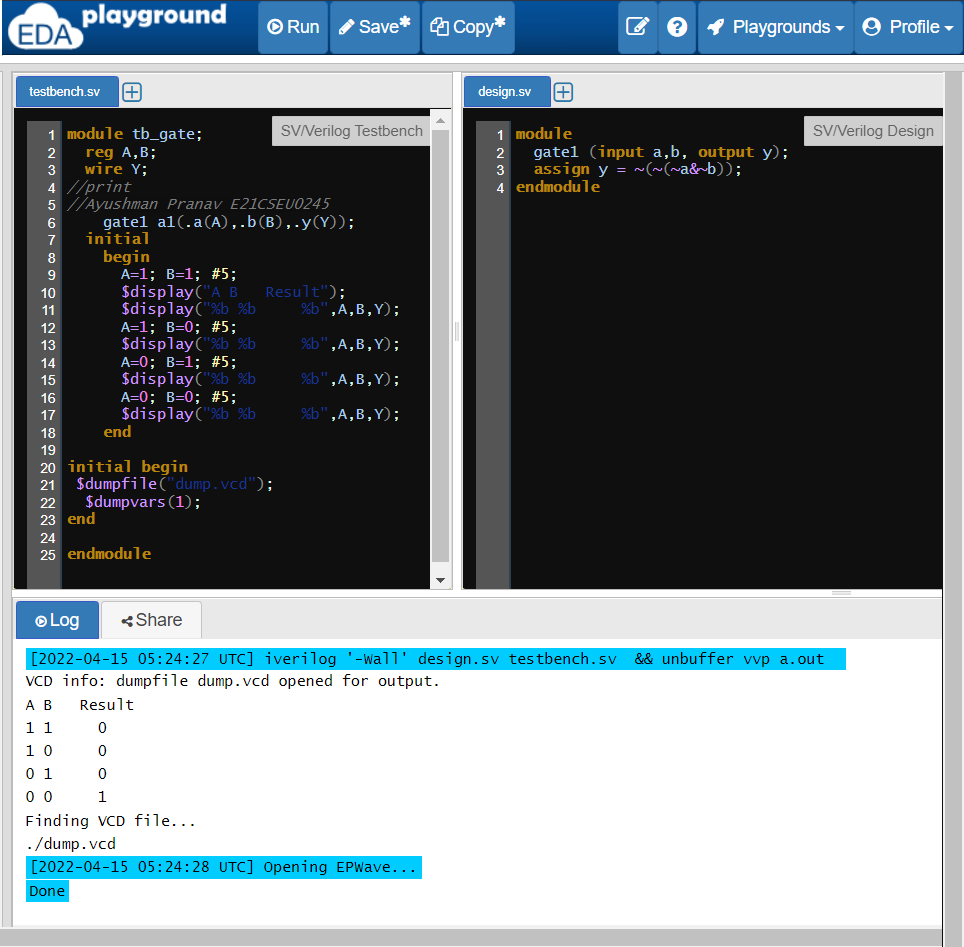 EDA playground
Run Save* Copy* ? Playgrounds Profile
testbench.sv
SV/Verilog Testbench
1 module tb_gate;
2 reg A,B;
3 wire Y;
4 //print
5 //Ayushman Pranav E21CSEU0245
6 gate1 a1(.a(A),.b(B),.y(Y));
7 initial
8 begin
9 A=1; B=1; #5;
10 $display("A B   Result");
11 $display("%b %b     %b",A,B,Y);
12 A=1; B=0; #5;
13 $display("%b %b     %b",A,B,Y);
14 A=0; B=1; #5;
15 $display("%b %b     %b",A,B,Y);
16 A=0; B=0; #5;
17 $display("%b %b     %b",A,B,Y);
18 end
19
20 initial begin
21 $dumpfile("dump.vcd");
22 $dumpvars(1);
23 end
24
25 endmodule
design.sv
SV/Verilog Design
1 module
2 gate1 (input a,b, output y);
3 assign y = ~(~(~a&~b));
4 endmodule
Log Share
[2022-04-15 05:24:27 UTC] iverilog '-Wall' design.sv testbench.sv  && unbuffer vvp a.out
VCD info: dumpfile dump.vcd opened for output.
A B   Result
1 1     0
1 0     0
0 1     0
0 0     1
Finding VCD file...
./dump.vcd
[2022-04-15 05:24:28 UTC] Opening EPWave...
Done